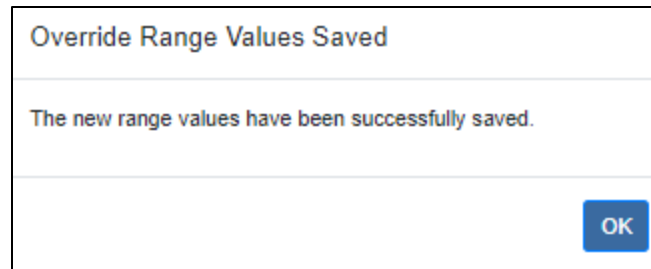 Override Range Values Saved
The new range values have been successfully saved.
OK